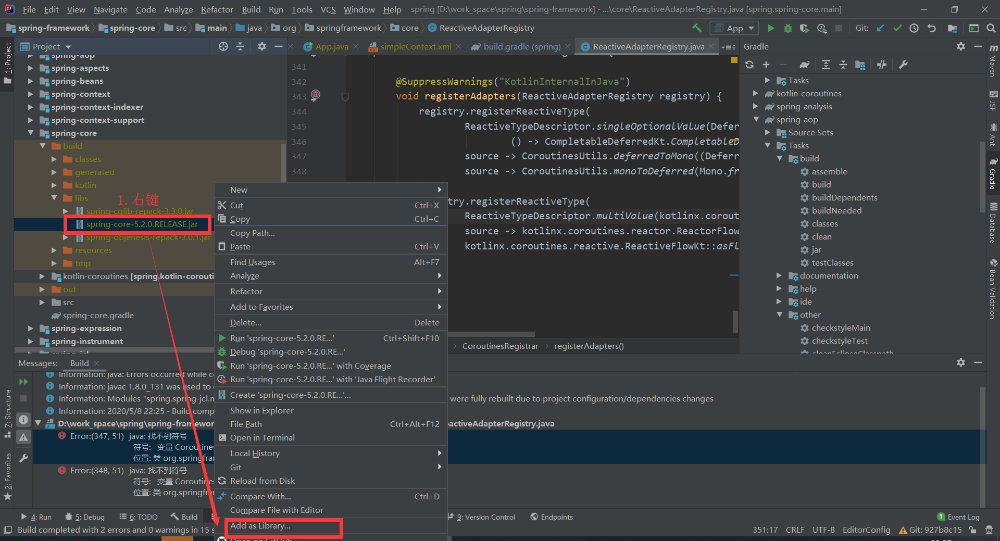 File Edit View Navigate Code Analyze Refactor Build Run Tools VCS Window Help spring [D:\work_space\spring\spring-framework] - ...\core\ReactiveAdapterRegistry.java [spring.spring-core.main]
spring-framework spring-core src main java org springframework core ReactiveAdapterRegistry App Git:
1: Project
Project
spring-aop
spring-aspects
spring-beans
spring-context
spring-context-indexer
spring-context-support
spring-core
build
classes
generated
kotlin
libs
1. 右键
spring-cglib-repack-3.3.0.jar
spring-core-5.2.0.RELEASE.jar
spring-objenesis-repack-3.0.1.jar
resources
tmp
kotlin-coroutines [spring.kotlin-corouti
out
src
spring-core.gradle
spring-expression
spring-instrument
App.java simpleContext.xml build.gradle (spring) ReactiveAdapterRegistry.java 6
341
342 @SuppressWarnings("KotlinInternalInJava")
343 void registerAdapters(ReactiveAdapterRegistry registry) {
344 registry.registerReactiveType(
345 ReactiveTypeDescriptor.singleOptionalValue(Defer
346 () -> CompletableDeferredKt.CompletableD
347 source -> CoroutinesUtils.deferredToMono((Deferr
348 source -> CoroutinesUtils.monoToDeferred(Mono.fr
try.registerReactiveType(
ReactiveTypeDescriptor.multiValue(kotlinx.corout
source -> kotlinx.coroutines.reactor.ReactorFlow
kotlinx.coroutines.reactive.ReactiveFlowKt::asFl
CoroutinesRegistrar registerAdapters()
New
Cut Ctrl+X
Copy Ctrl+C
Copy Path...
Paste Ctrl+V
Find Usages Alt+F7
Analyze
Refactor
Add to Favorites
Delete... Delete
Run 'spring-core-5.2.0.RE...' Ctrl+Shift+F10
Debug 'spring-core-5.2.0.RE...'
Run 'spring-core-5.2.0.RE...' with Coverage
Run 'spring-core-5.2.0.RE...' with 'Java Flight Recorder'
Create 'spring-core-5.2.0.RE...'...
Show in Explorer
File Path Ctrl+Alt+F12
Open in Terminal
Local History
Git
Reload from Disk
Compare With... Ctrl+D
Compare File with Editor
Add as Library...
Open on GitHub
Gradle
Tasks
kotlin-coroutines
spring-analysis
spring-aop
Source Sets
Tasks
build
assemble
build
buildDependents
buildNeeded
classes
clean
jar
testClasses
documentation
help
ide
other
checkstyleMain
checkstyleTest
cleanEclipseClasspath
Maven
JSF
Ant
Gradle
Database
Bean Validation
Messages: Build
Information: java: Errors occurred while c
Information: javac 1.8.0_131 was used to
Information: Modules "spring.spring-jcl.m were fully rebuilt due to project configuration/dependencies changes
Information: 2020/5/8 22:25 - Build comp
D:\work_space\spring\spring-framewor eactiveAdapterRegistry.java
Error:(347, 51) java: 找不到符号
符号: 变量 Coroutines
位置: 类 org.springfra
Error:(348, 51) java: 找不到符号
符号: 变量 Coroutines
位置: 类 org.springfra
7: Structure
2: Favorites
4: Run 5: Debug 6: TODO Build 9: Version Control Endpoints 1 Event Log
Build completed with 2 errors and 0 warnings in 15 s 351:17 CRLF UTF-8 EditorConfig Git: 927b8c15